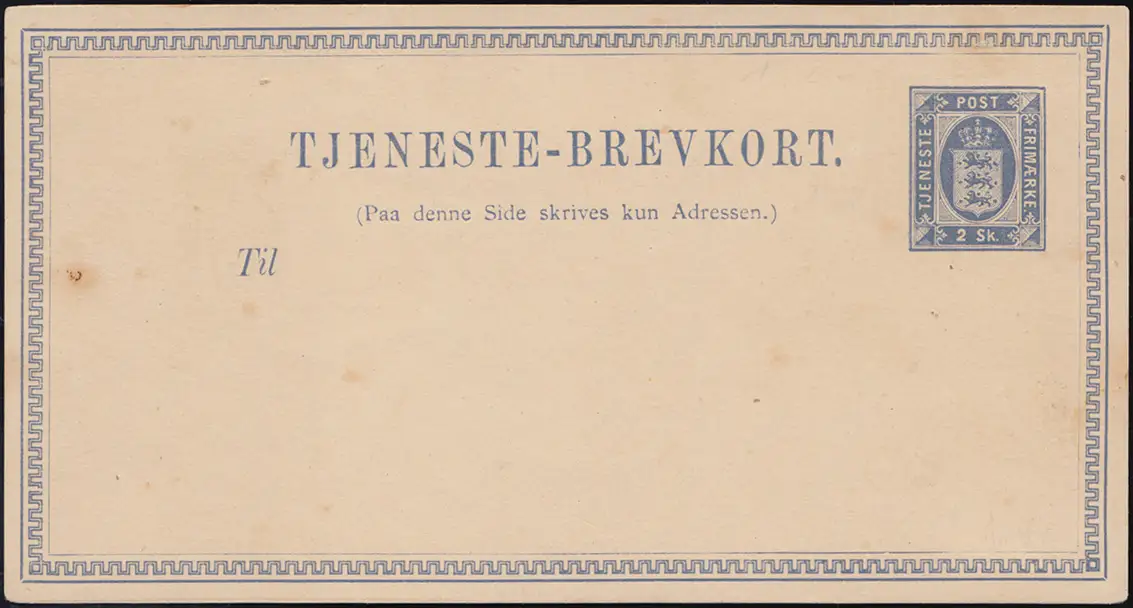 TJENESTE-BREVKORT.
(Paa denne Side skrives kun Adressen.)
Til
POST
TJENESTE
FRIMÆRKE
2 Sk.